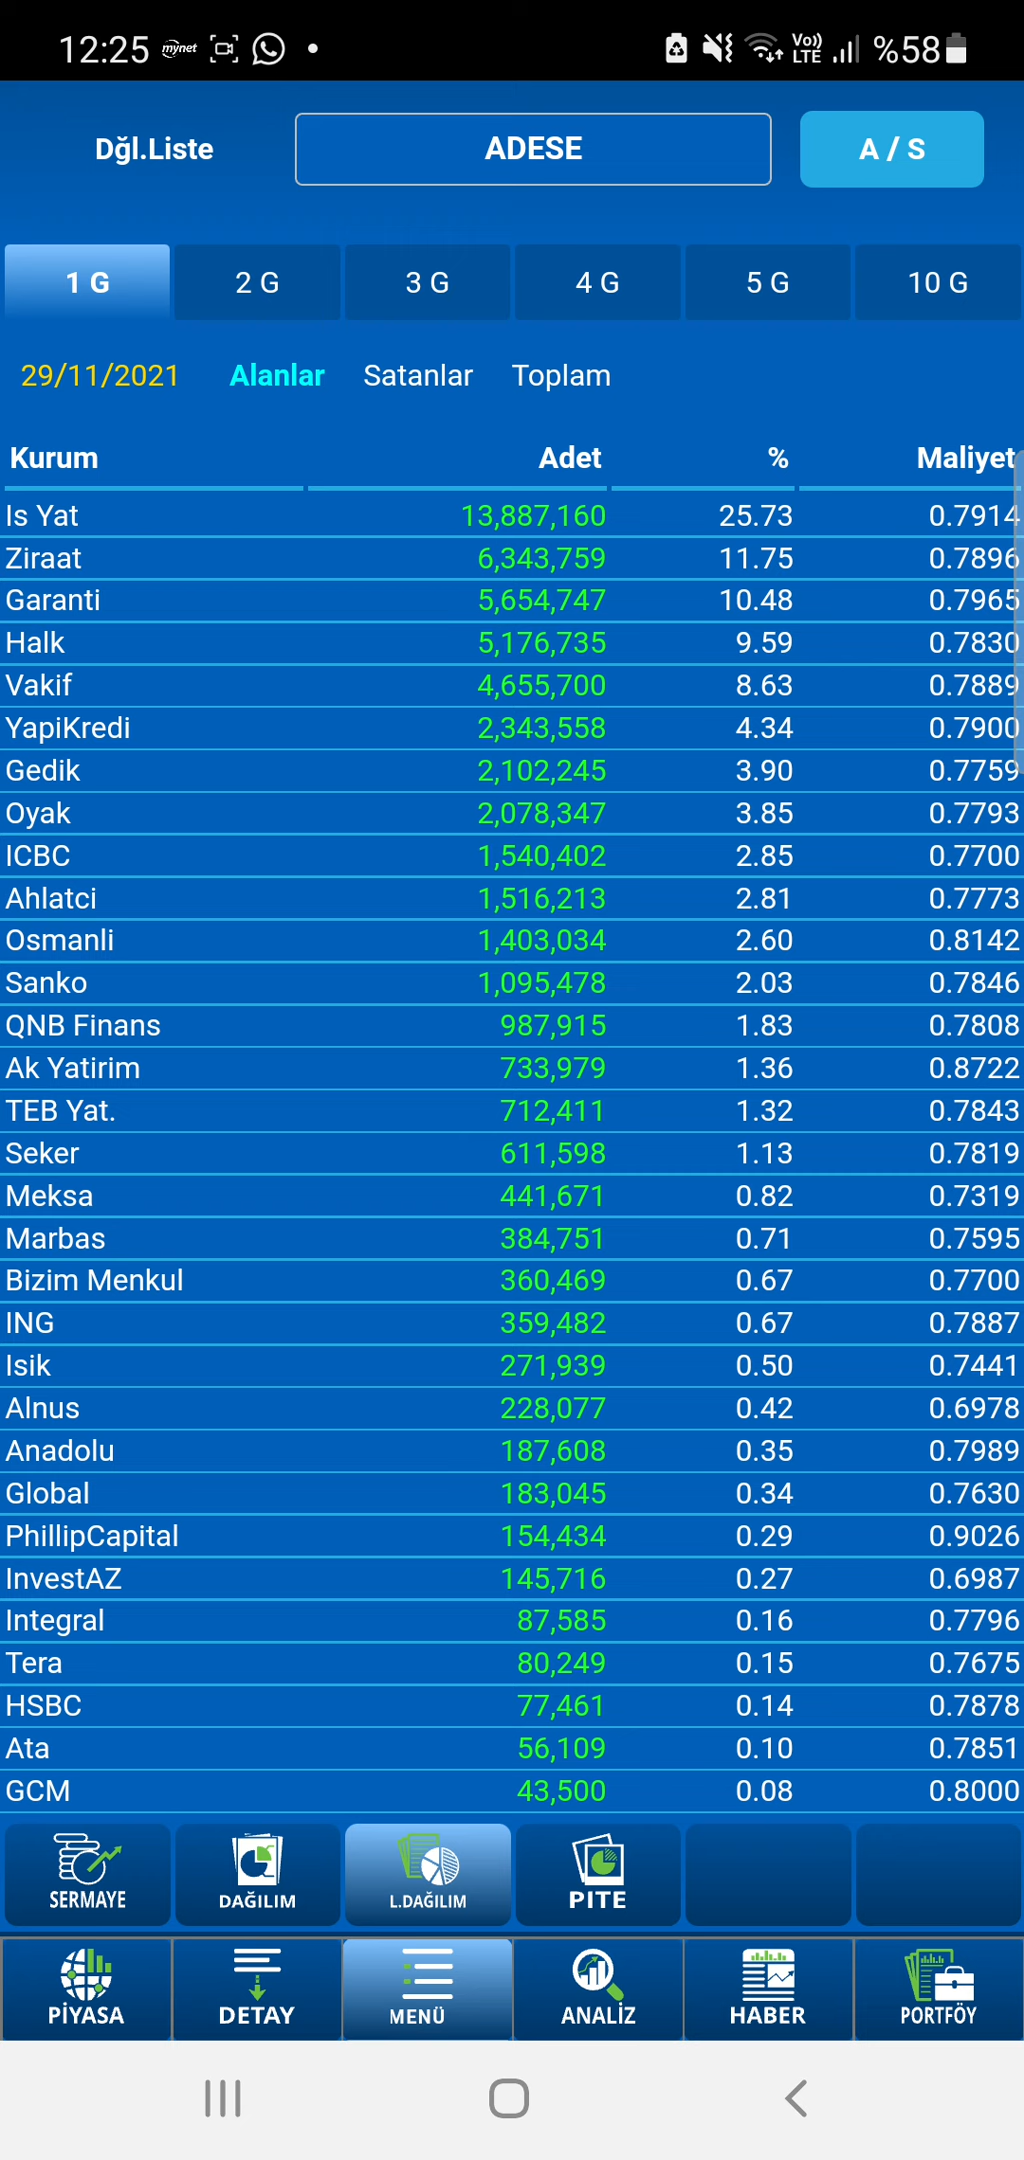 12:25 mynet Vo)) LTE %58
Dğl.Liste ADESE A / S
1 G 2 G 3 G 4 G 5 G 10 G
29/11/2021 Alanlar Satanlar Toplam
Kurum Adet % Maliyet
Is Yat 13,887,160 25.73 0.7914
Ziraat 6,343,759 11.75 0.7896
Garanti 5,654,747 10.48 0.7965
Halk 5,176,735 9.59 0.7830
Vakif 4,655,700 8.63 0.7889
YapiKredi 2,343,558 4.34 0.7900
Gedik 2,102,245 3.90 0.7759
Oyak 2,078,347 3.85 0.7793
ICBC 1,540,402 2.85 0.7700
Ahlatci 1,516,213 2.81 0.7773
Osmanli 1,403,034 2.60 0.8142
Sanko 1,095,478 2.03 0.7846
QNB Finans 987,915 1.83 0.7808
Ak Yatirim 733,979 1.36 0.8722
TEB Yat. 712,411 1.32 0.7843
Seker 611,598 1.13 0.7819
Meksa 441,671 0.82 0.7319
Marbas 384,751 0.71 0.7595
Bizim Menkul 360,469 0.67 0.7700
ING 359,482 0.67 0.7887
Isik 271,939 0.50 0.7441
Alnus 228,077 0.42 0.6978
Anadolu 187,608 0.35 0.7989
Global 183,045 0.34 0.7630
PhillipCapital 154,434 0.29 0.9026
InvestAZ 145,716 0.27 0.6987
Integral 87,585 0.16 0.7796
Tera 80,249 0.15 0.7675
HSBC 77,461 0.14 0.7878
Ata 56,109 0.10 0.7851
GCM 43,500 0.08 0.8000
SERMAYE DAĞILIM L.DAĞILIM PITE
PİYASA DETAY MENÜ ANALİZ HABER PORTFÖY